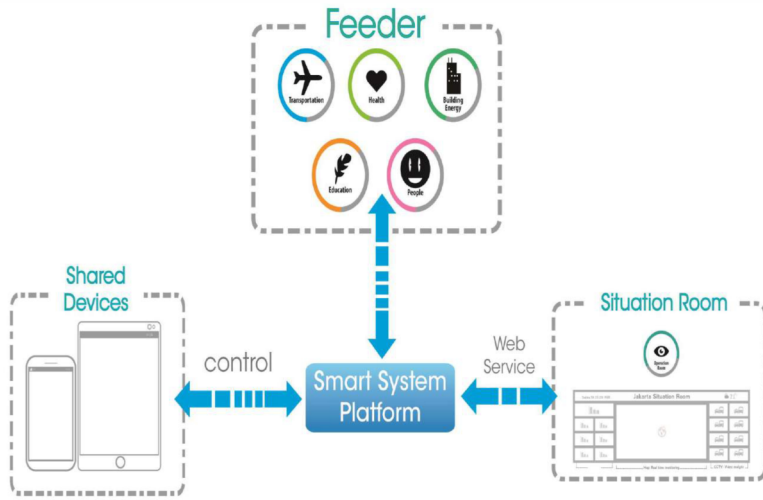 Feeder
Transportation
Health
Building
Energy
Education
People
Shared
Devices
Situation Room
control
Web
Service
Smart System
Platform
Operation
Room
Jakarta Situation Room